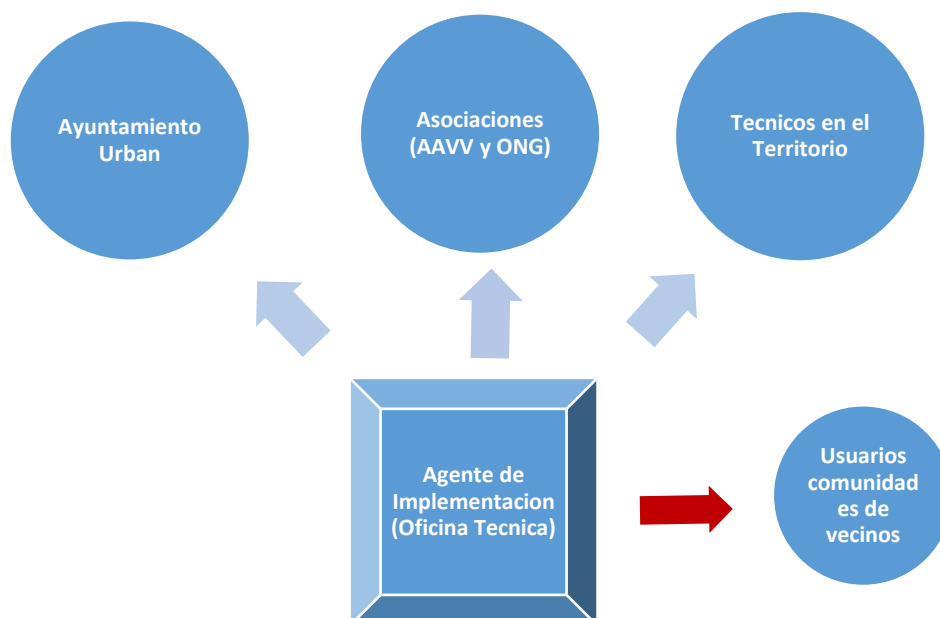 Ayuntamiento
Urban
Asociaciones
(AAVV y ONG)
Tecnicos en el
Territorio
Agente de
Implementacion
(Oficina Tecnica)
Usuarios
comunidad
es de
vecinos